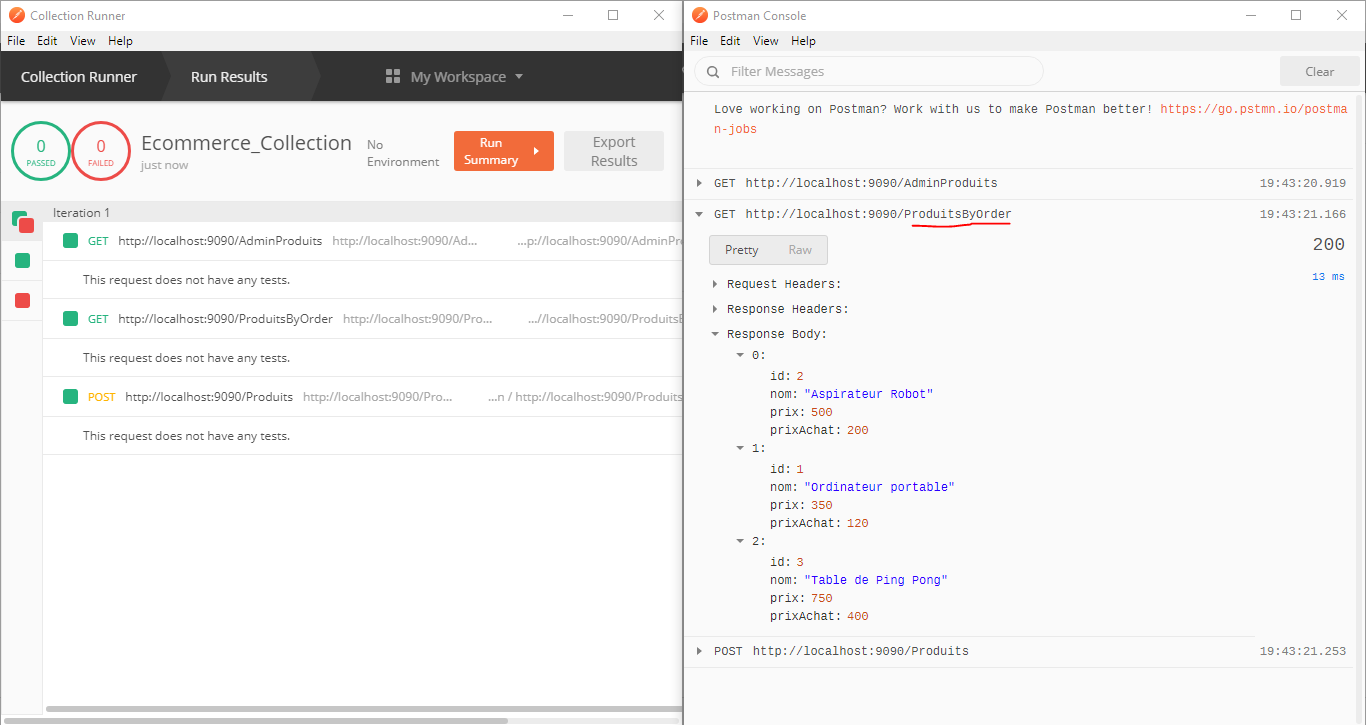 Collection Runner
File Edit View Help
Collection Runner Run Results My Workspace
0
PASSED
0
FAILED
Ecommerce_Collection
just now
No
Environment
Run
Summary
Export
Results
Iteration 1
GET http://localhost:9090/AdminProduits http://localhost:9090/Ad... ...p://localhost:9090/AdminPr
This request does not have any tests.
GET http://localhost:9090/ProduitsByOrder http://localhost:9090/Pro... ...//localhost:9090/ProduitsB
This request does not have any tests.
POST http://localhost:9090/Produits http://localhost:9090/Pro... ...n / http://localhost:9090/Produits
This request does not have any tests.
Postman Console
File Edit View Help
Filter Messages
Clear
Love working on Postman? Work with us to make Postman better! https://go.pstmn.io/postma
n-jobs
GET http://localhost:9090/AdminProduits 19:43:20.919
GET http://localhost:9090/ProduitsByOrder 19:43:21.166
Pretty Raw 200
13 ms
Request Headers:
Response Headers:
Response Body:
0:
id: 2
nom: "Aspirateur Robot"
prix: 500
prixAchat: 200
1:
id: 1
nom: "Ordinateur portable"
prix: 350
prixAchat: 120
2:
id: 3
nom: "Table de Ping Pong"
prix: 750
prixAchat: 400
POST http://localhost:9090/Produits 19:43:21.253